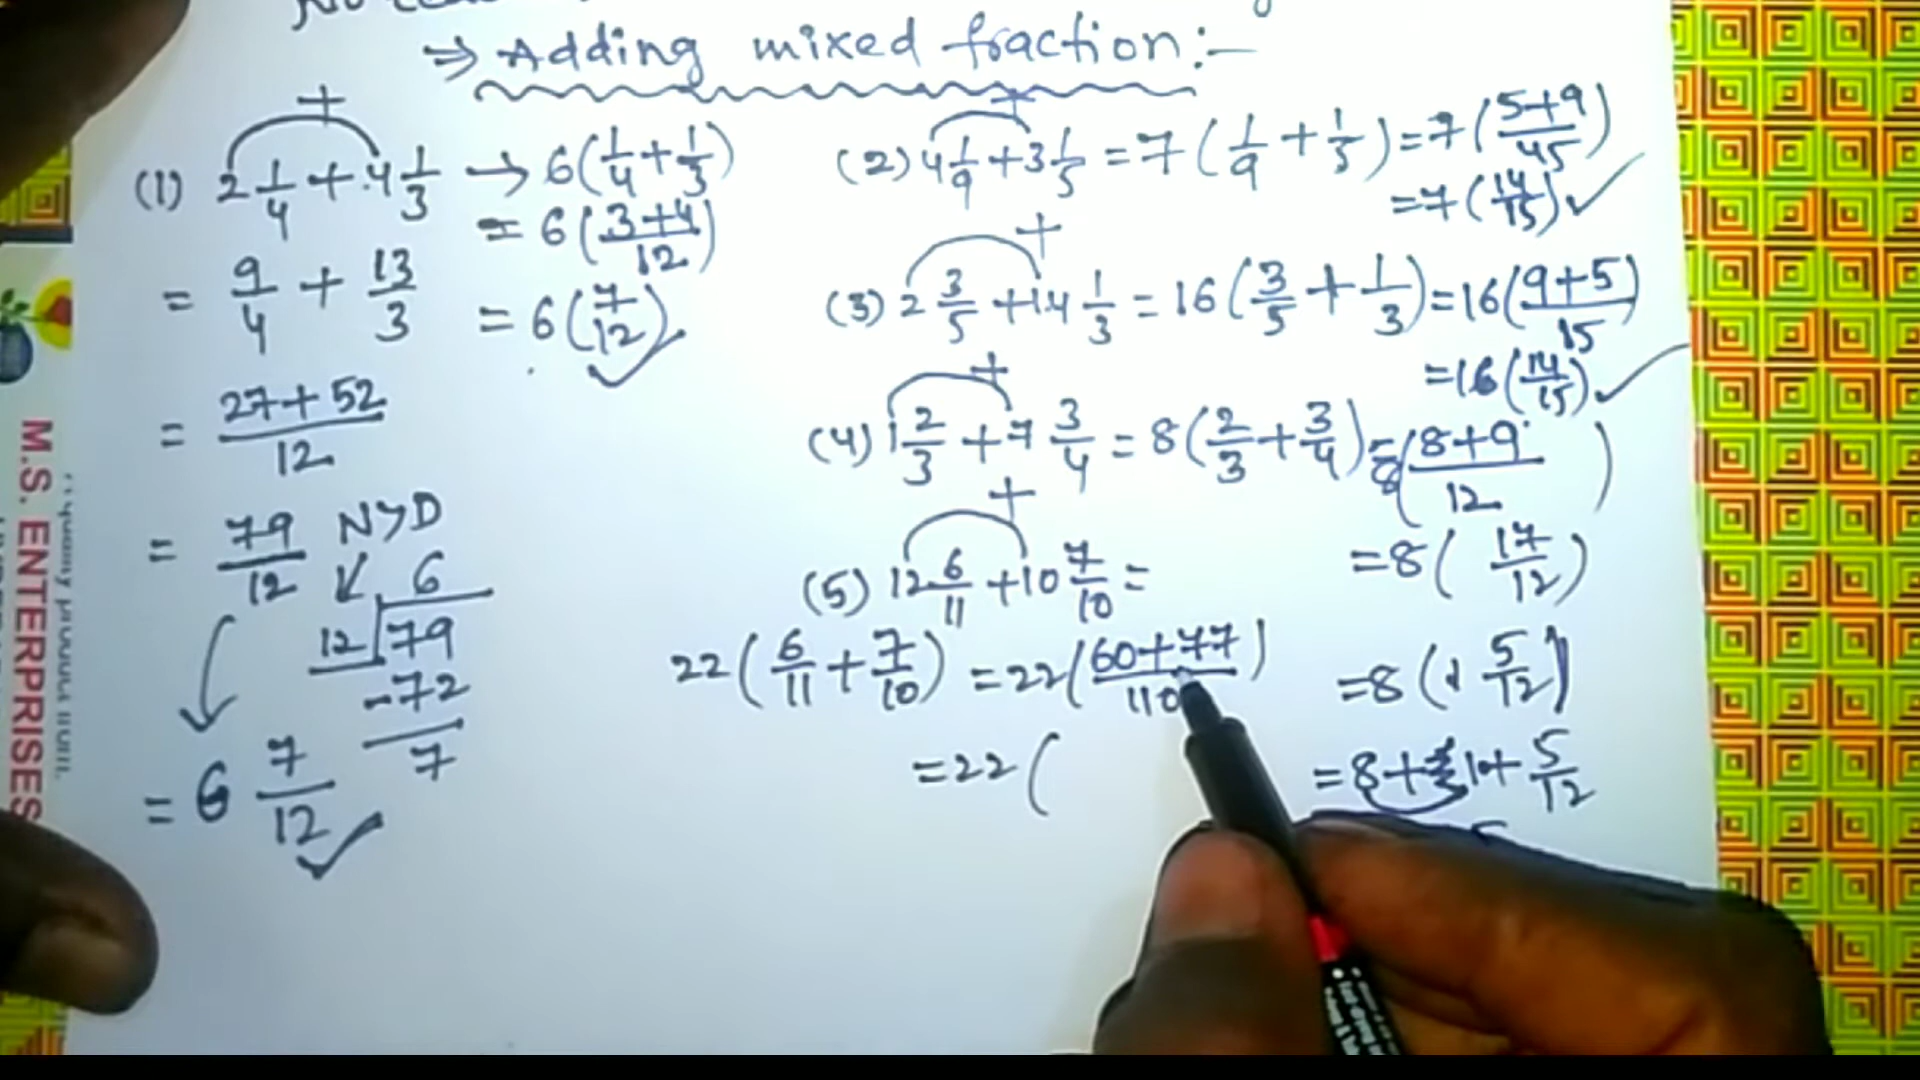 ⇒ Adding mixed fraction:-
(1) 2 1/4 + 4 1/3 → 6(1/4 + 1/3)
= 6(3+4/12)
= 6(7/12) ✓
= 9/4 + 13/3
= 27+52/12
= 79/12 N>D
6
12 79
-72
7
= 6 7/12 ✓
(2) 4 1/9 + 3 1/5 = 7(1/9 + 1/5) = 7(5+9/45)
= 7(14/15) ✓
(3) 2 3/5 + 14 1/3 = 16(3/5 + 1/3) = 16(9+5/15)
= 16(14/15) ✓
(4) 1 2/3 + 7 3/4 = 8(2/3 + 3/4) = 8(8+9/12)
= 8(17/12)
= 8(1 5/12)
= 8+1+5/12
(5) 12 6/11 + 10 7/10 =
22(6/11 + 7/10) = 22(60+77/110)
= 22(
M.S. ENTERPRISES